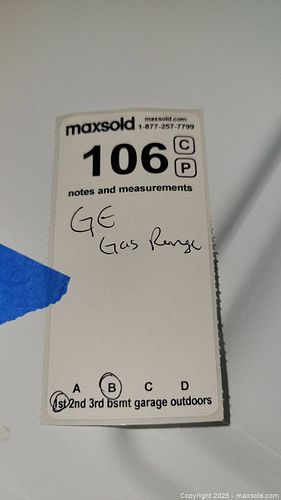 maxsold maxsold.com
1-877-257-7799
106 C
P
notes and measurements
GE
Gas Range
A B C D
1st 2nd 3rd bsmt garage outdoors
Copyright 2025 - maxsold.com